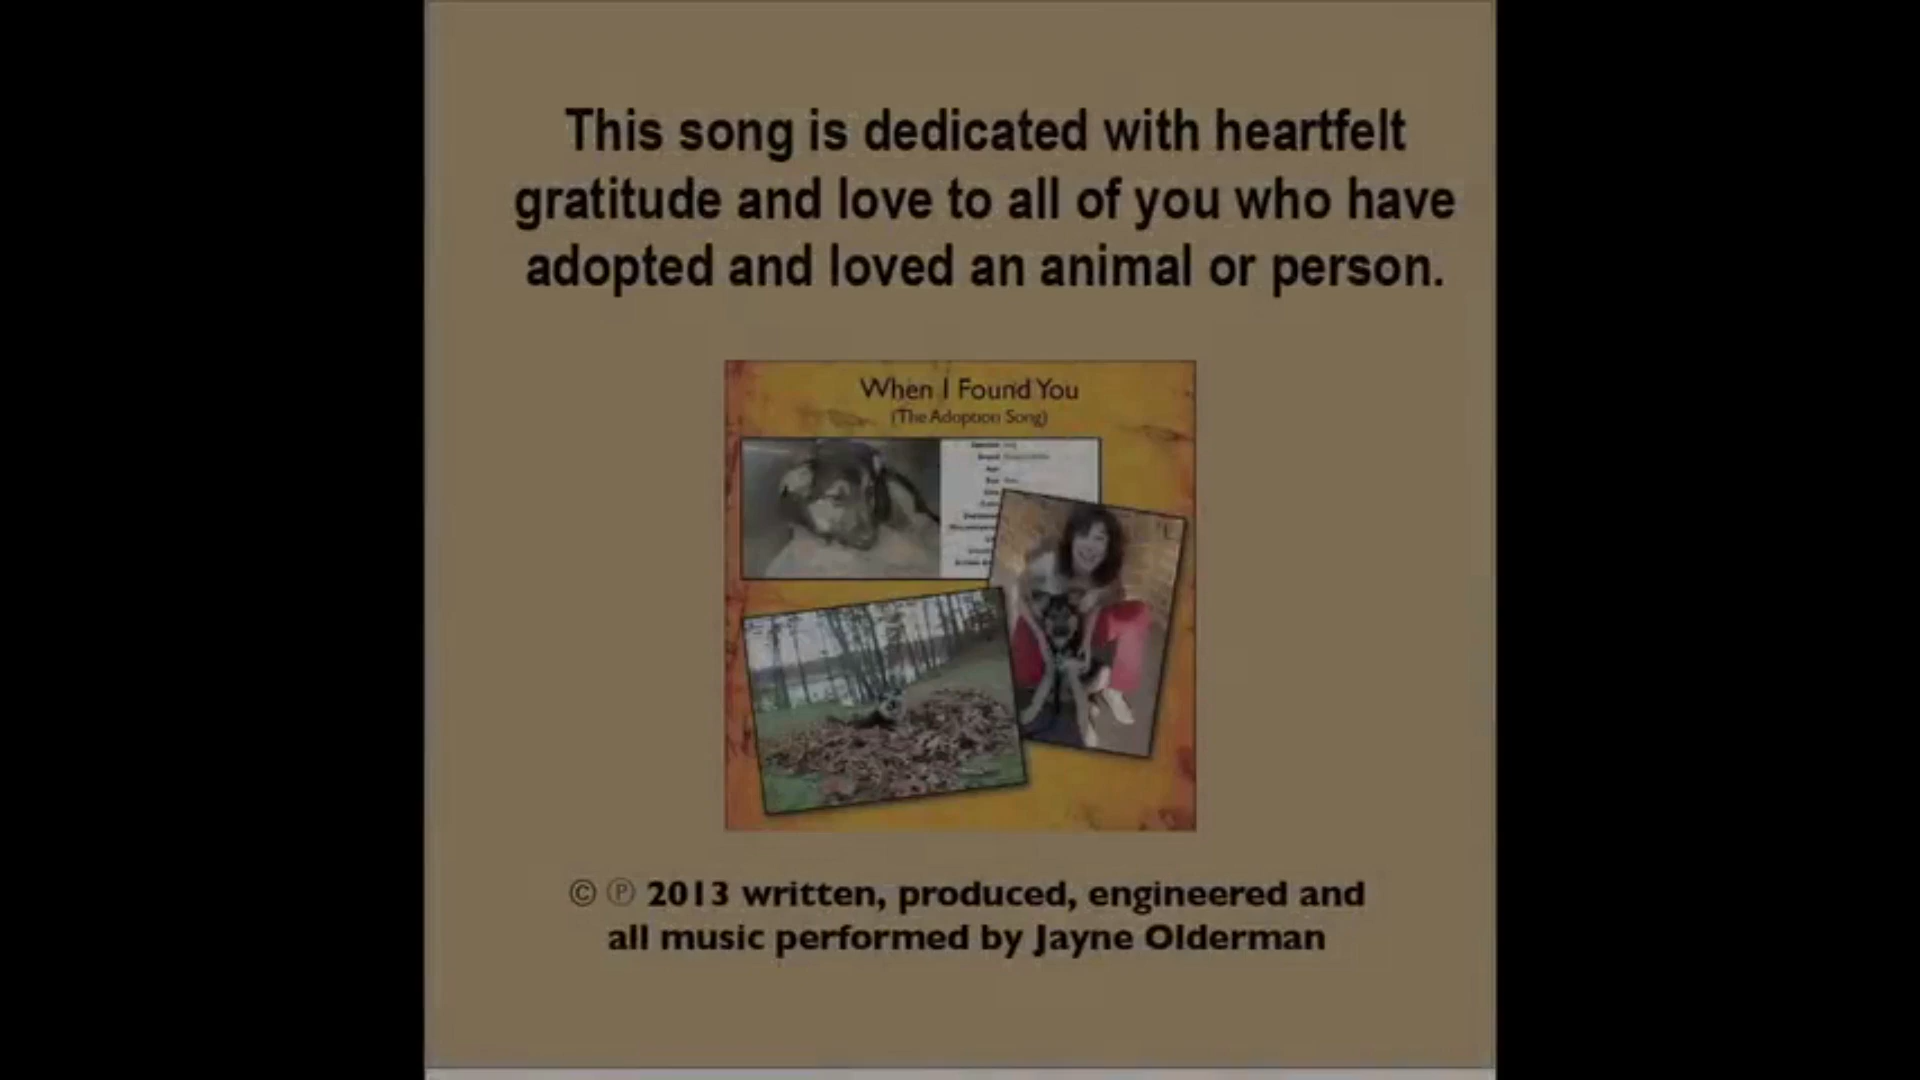 This song is dedicated with heartfelt
gratitude and love to all of you who have
adopted and loved an animal or person.
When I Found You
(The Adoption Song)
© ℗ 2013 written, produced, engineered and
all music performed by Jayne Olderman